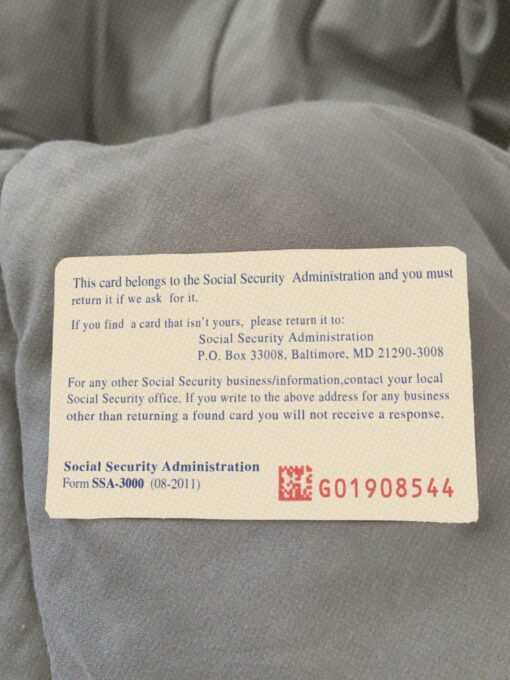 This card belongs to the Social Security Administration and you must
return it if we ask for it.
If you find a card that isn't yours, please return it to:
Social Security Administration
P.O. Box 33008, Baltimore, MD 21290-3008
For any other Social Security business/information,contact your local
Social Security office. If you write to the above address for any business
other than returning a found card you will not receive a response.
Social Security Administration
Form SSA-3000 (08-2011)
G01908544